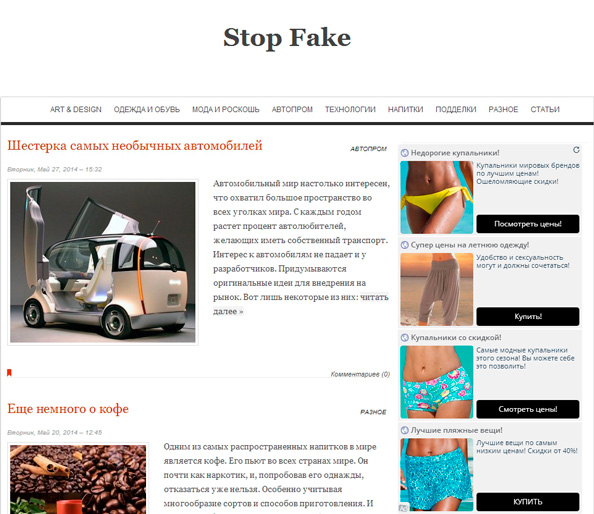 Stop Fake
ART & DESIGN ОДЕЖДА И ОБУВЬ МОДА И РОСКОШЬ АВТОПРОМ ТЕХНОЛОГИИ НАПИТКИ ПОДДЕЛКИ РАЗНОЕ СТАТЬИ
Шестерка самых необычных автомобилей
АВТОПРОМ
Вторник, Май 27, 2014 – 15:32
Автомобильный мир настолько интересен,
что охватил большое пространство во
всех уголках мира. С каждым годом
растет процент автолюбителей,
желающих иметь собственный транспорт.
Интерес к автомобилям не падает и у
разработчиков. Придумываются
оригинальные идеи для внедрения на
рынок. Вот лишь некоторые из них: читать
далее »
Комментариев (0)
Еще немного о кофе
РАЗНОЕ
Вторник, Май 20, 2014 – 12:45
Одним из самых распространенных напитков в мире
является кофе. Его пьют во всех странах мире. Он
почти как наркотик, и, попробовав его однажды,
отказаться уже нельзя. Особенно учитывая
многообразие сортов и способов приготовления. И
Недорогие купальники!
Купальники мировых брендов
по лучшим ценам!
Ошеломляющие скидки!
Посмотреть цены!
Супер цены на летнюю одежду!
Удобство и сексуальность
могут и должны сочетаться!
Купить!
Купальники со скидкой!
Самые модные купальники
этого сезона! Вы можете себе
это позволить!
Смотреть цены!
Лучшие пляжные вещи!
Лучшие вещи по самым
низким ценам! Скидки от 40%!
КУПИТЬ